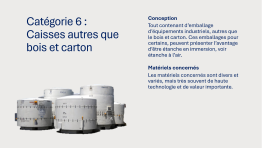 Catégorie 6 :
Caisses autres que
bois et carton
Conception
Tout contenant d'emballage
d'équipements industriels, autres que
le bois et carton. Ces emballages pour
certains, peuvent présenter l'avantage
d'être étanche en immersion, voir
étanche à l'air.
Matériels concernés
Les matériels concernés sont divers et
variés, mais très souvent de haute
technologie et de valeur importante.